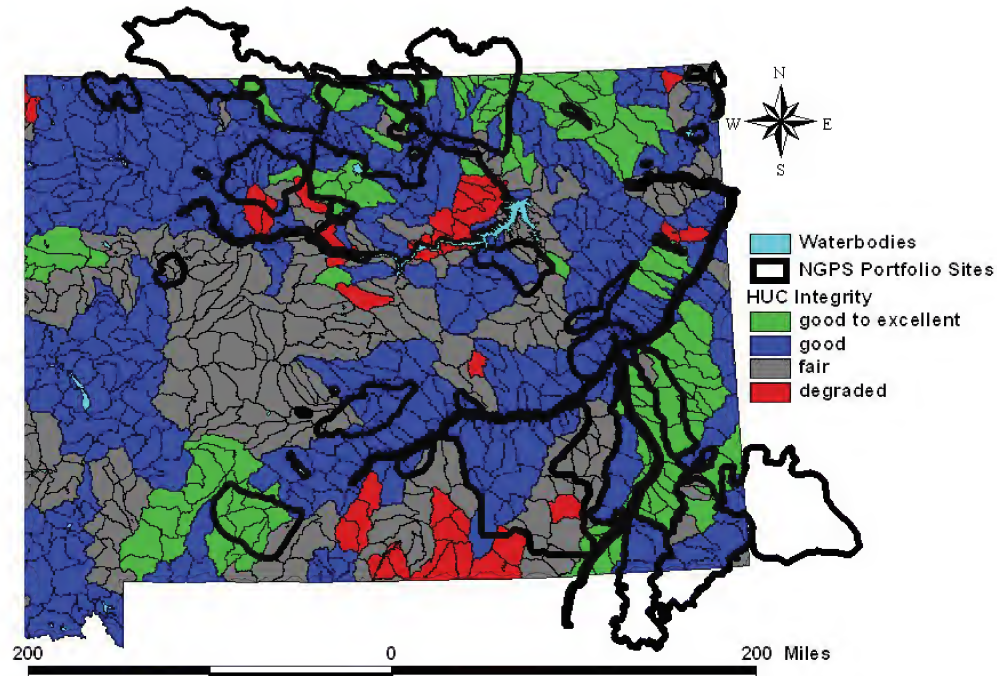 N
W E
S
Waterbodies
NGPS Portfolio Sites
HUC Integrity
good to excellent
good
fair
degraded
200 0 200 Miles